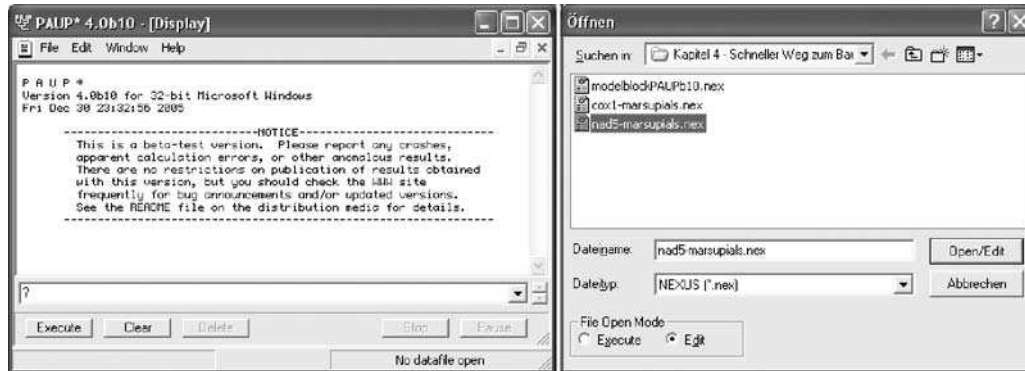 PAUP* 4.0b10 - [Display]
File Edit Window Help
P A U P *
Version 4.0b10 for 32-bit Microsoft Windows
Fri Dec 30 23:32:56 2005
-----------------------------NOTICE-----------------------------
This is a beta-test version. Please report any crashes,
apparent calculation errors, or other anomalous results.
There are no restrictions on publication of results obtained
with this version, but you should check the WWW site
frequently for bug announcements and/or updated versions.
See the README file on the distribution media for details.
----------------------------------------------------------------
?
Execute Clear Delete Stop Pause
No datafile open
Öffnen
Suchen in: Kapitel 4 - Schneller Weg zum Bau
modelblockPAUPb10.nex
cox1-marsupials.nex
nad5-marsupials.nex
Dateiname: nad5-marsupials.nex Open/Edit
Dateityp: NEXUS (*.nex) Abbrechen
File Open Mode
Execute Edit